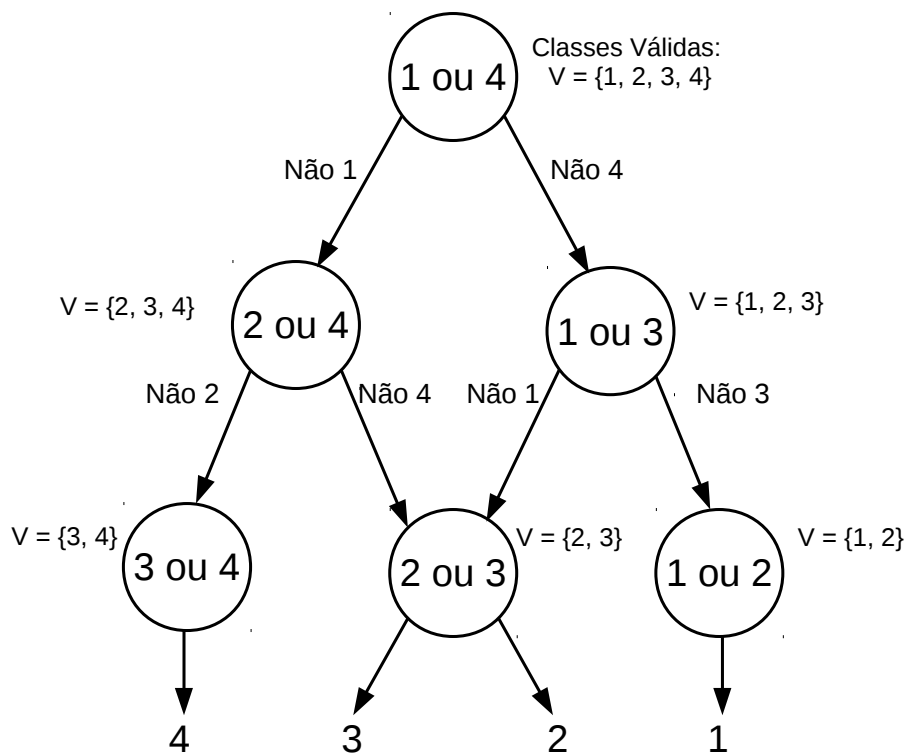 Classes Válidas:
1 ou 4
V = {1, 2, 3, 4}
Não 1
Não 4
V = {2, 3, 4}
2 ou 4
1 ou 3
V = {1, 2, 3}
Não 2
Não 4
Não 1
Não 3
V = {3, 4}
3 ou 4
2 ou 3
V = {2, 3}
1 ou 2
V = {1, 2}
4
3
2
1